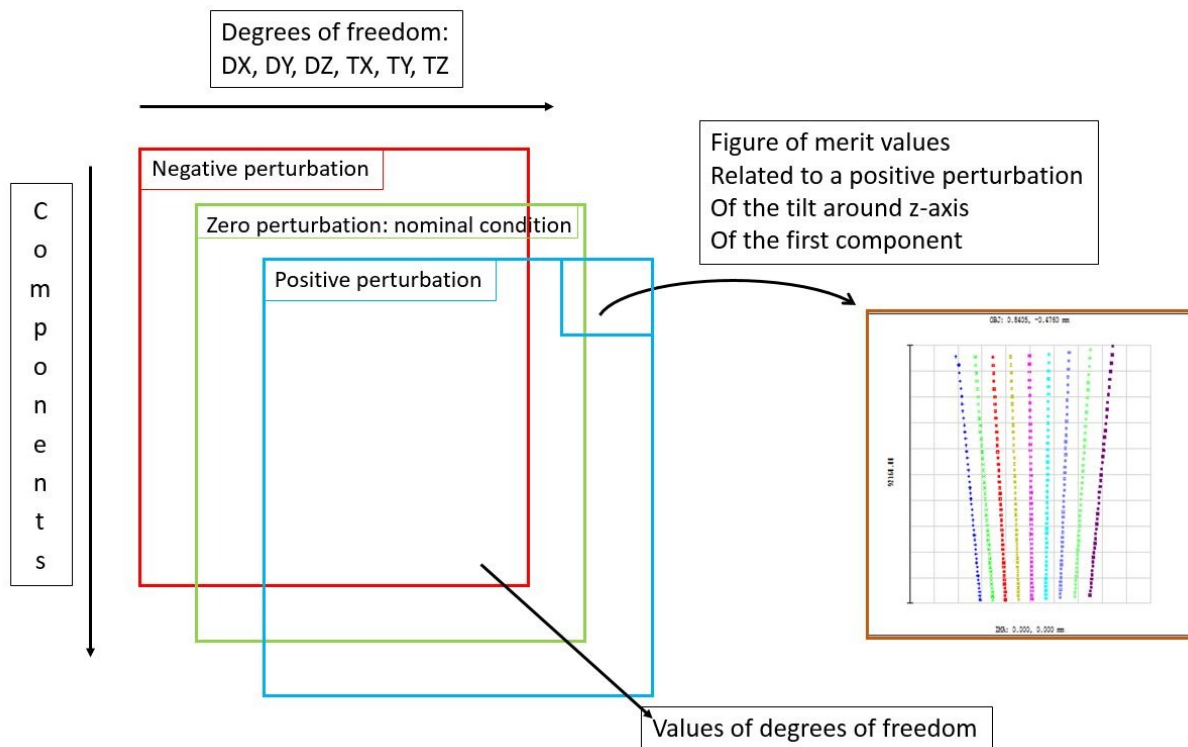 Degrees of freedom:
DX, DY, DZ, TX, TY, TZ
Components
Negative perturbation
Zero perturbation: nominal condition
Positive perturbation
Figure of merit values
Related to a positive perturbation
Of the tilt around z-axis
Of the first component
OBJ: 0.8405, -0.4760 mm
IMA: 0.000, 0.000 mm
Values of degrees of freedom